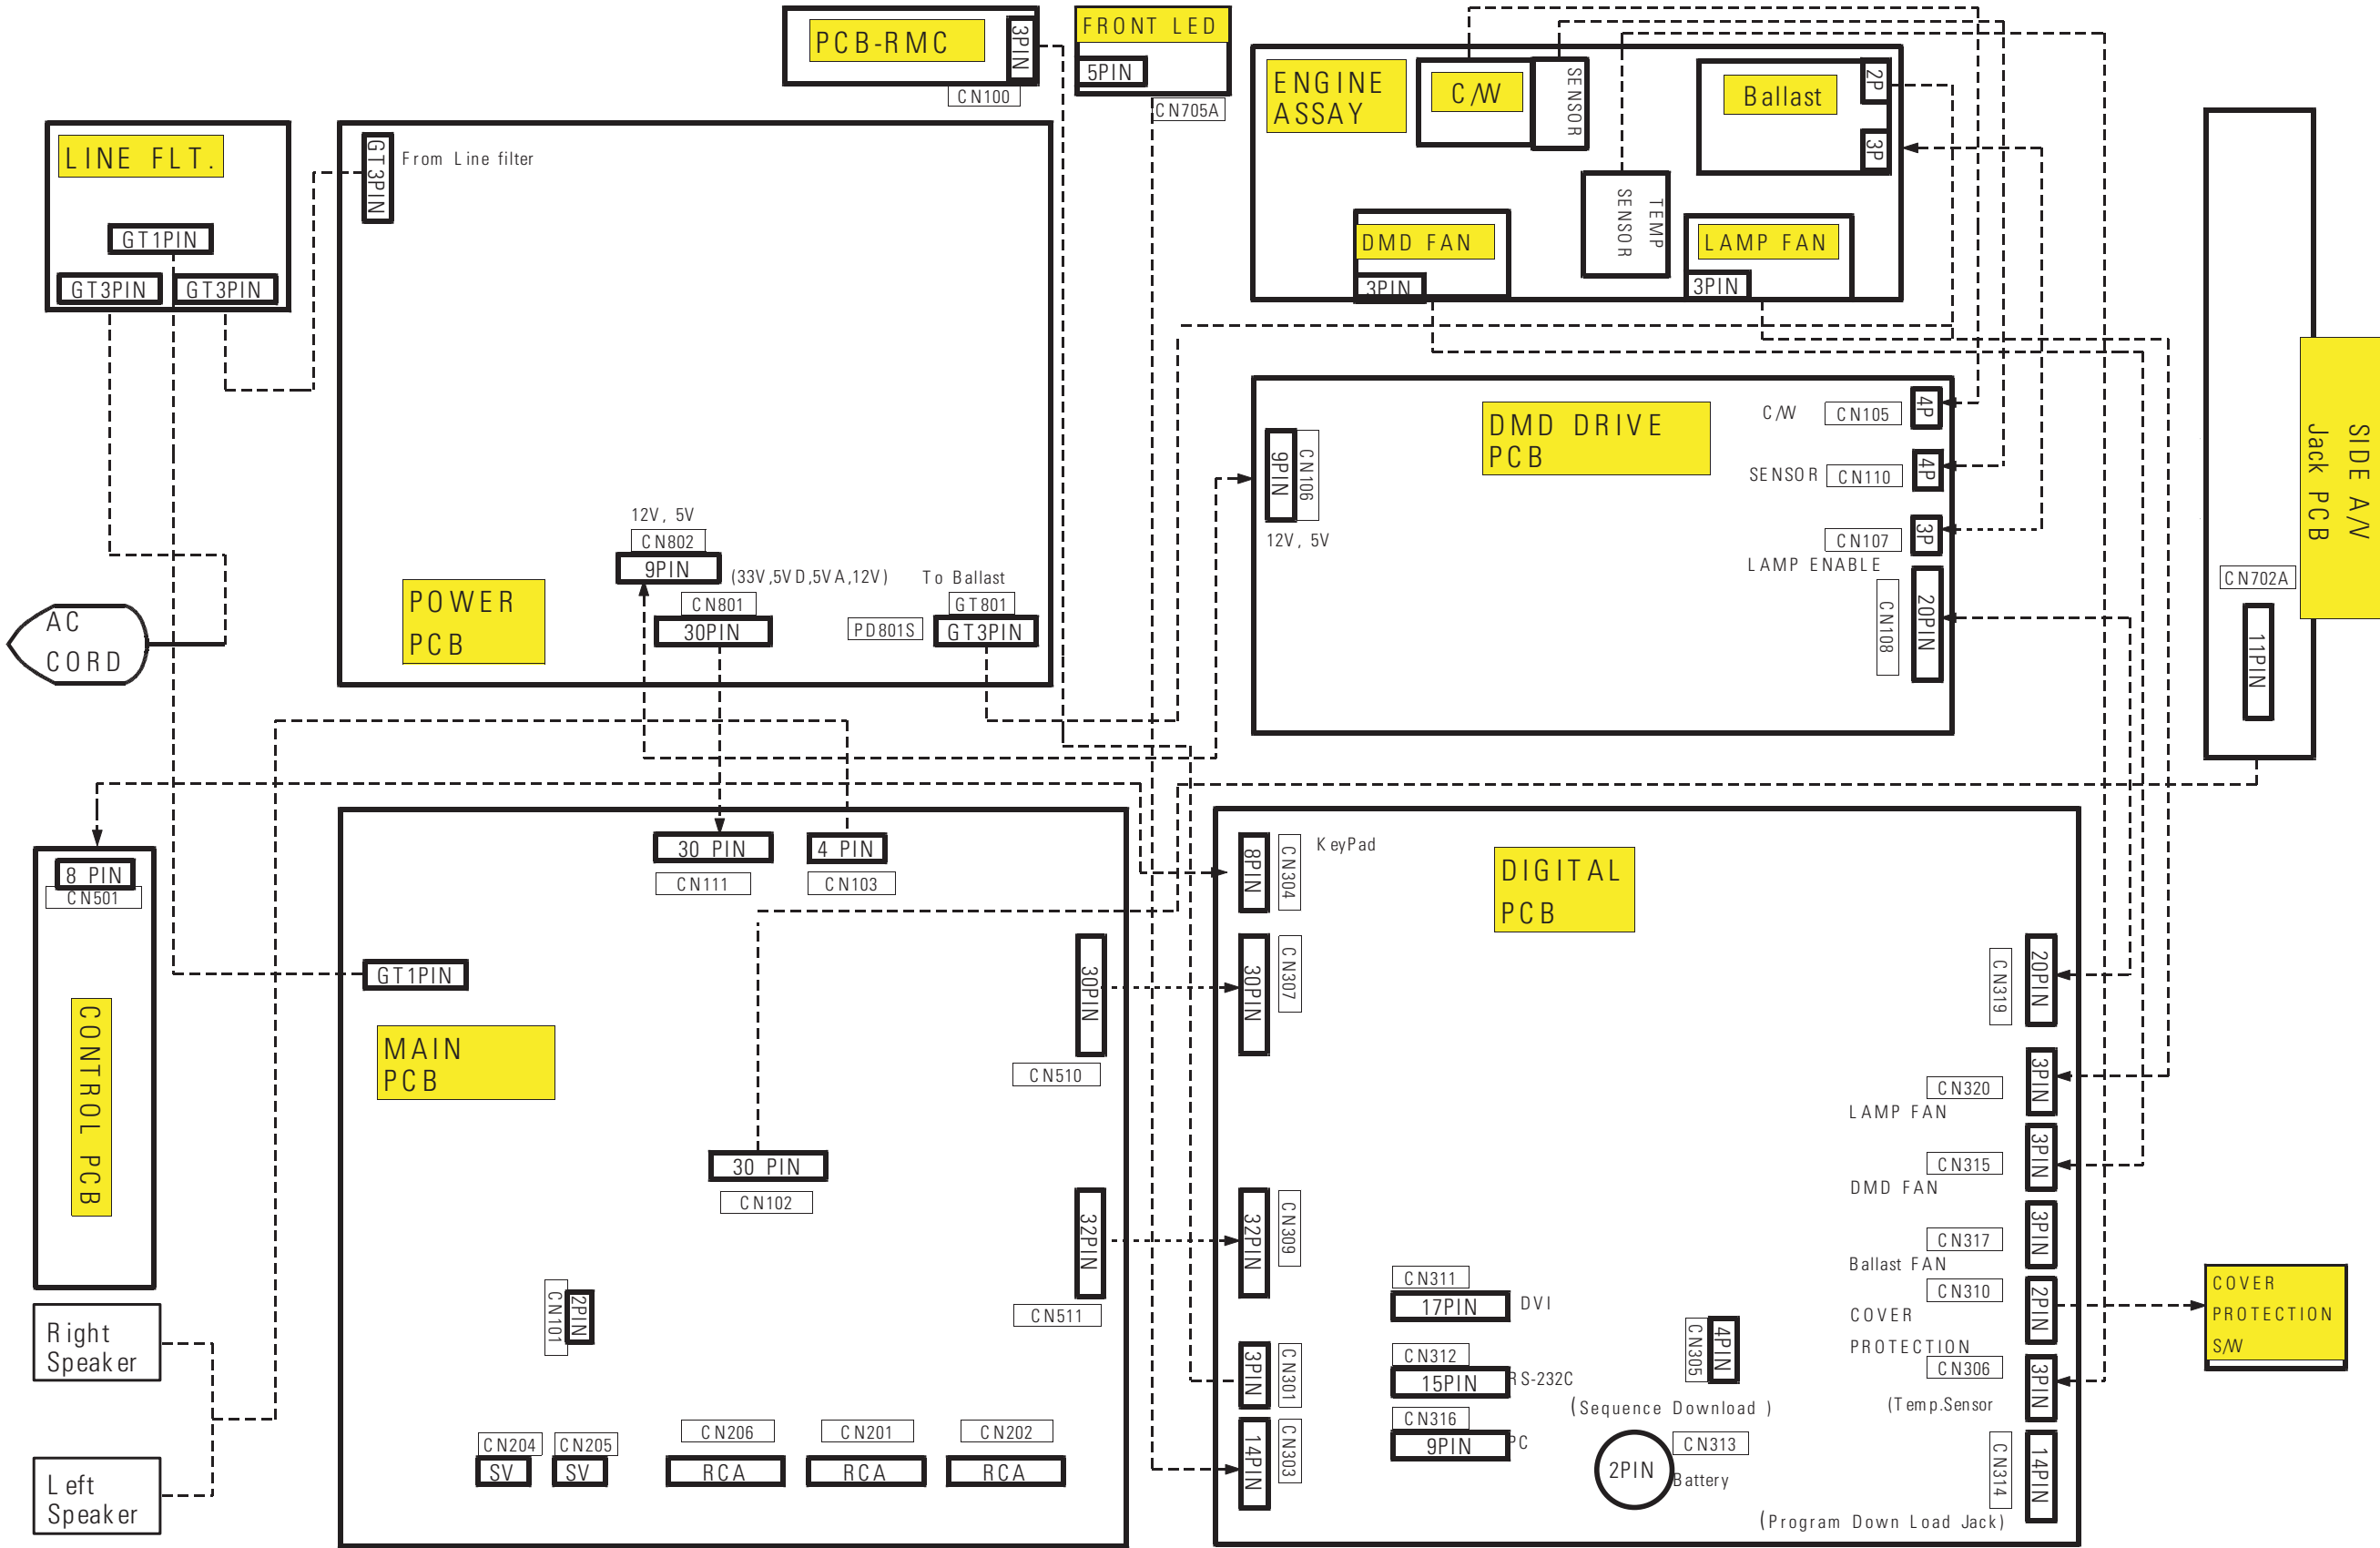 PCB-RMC
3PIN
CN100
FRONT LED
5PIN
CN705A
ENGINE
ASSAY
C/W
SENSOR
Ballast
2P
3P
TEMP
SENSOR
DMD FAN
3PIN
LAMP FAN
3PIN
LINE FLT.
GT1PIN
GT3PIN
GT3PIN
GT3PIN
From Line filter
12V, 5V
CN802
9PIN
(33V,5VD,5VA,12V)
CN801
30PIN
To Ballast
GT801
PD801S
GT3PIN
POWER
PCB
AC
CORD
DMD DRIVE
PCB
9PIN
CN106
12V, 5V
C/W
CN105
4P
SENSOR
CN110
4P
CN107
3P
LAMP ENABLE
CN108
20PIN
SIDE A/V
Jack PCB
CN702A
11PIN
8 PIN
CN501
CONTROL PCB
Right
Speaker
Left
Speaker
30 PIN
CN111
4 PIN
CN103
GT1PIN
MAIN
PCB
30PIN
CN510
30 PIN
CN102
32PIN
CN511
CN101
2PIN
CN204
SV
CN205
SV
CN206
RCA
CN201
RCA
CN202
RCA
8PIN
CN304
KeyPad
DIGITAL
PCB
30PIN
CN307
32PIN
CN309
3PIN
CN301
14PIN
CN303
CN311
17PIN
DVI
CN312
15PIN
RS-232C
CN316
9PIN
PC
CN305
4PIN
(Sequence Download )
CN313
2PIN
Battery
CN319
20PIN
CN320
3PIN
LAMP FAN
CN315
3PIN
DMD FAN
CN317
3PIN
Ballast FAN
CN310
2PIN
COVER
PROTECTION
CN306
3PIN
(Temp.Sensor
CN314
14PIN
(Program Down Load Jack)
COVER
PROTECTION
S/W